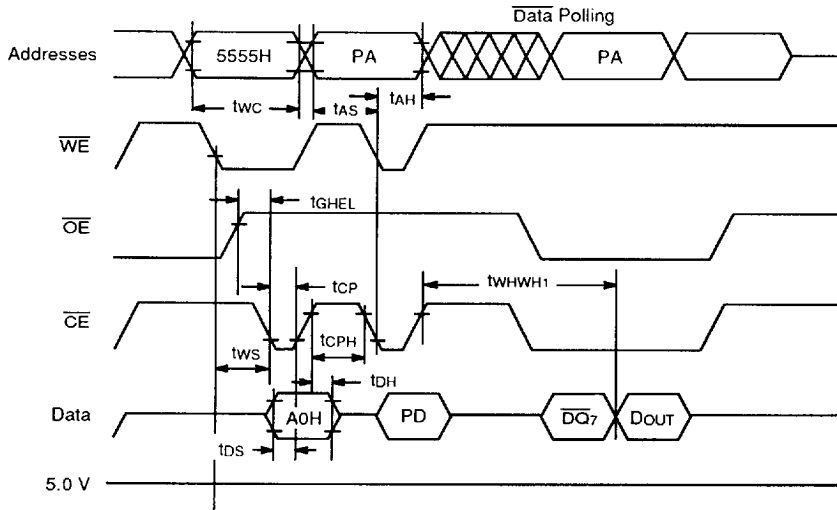 Data Polling
Addresses 5555H PA PA
tWC tAS tAH
WE
tGHEL
OE
tCP tWHWH1
CE
tWS tCPH
tDH
Data A0H PD DQ7 DOUT
tDS
5.0 V